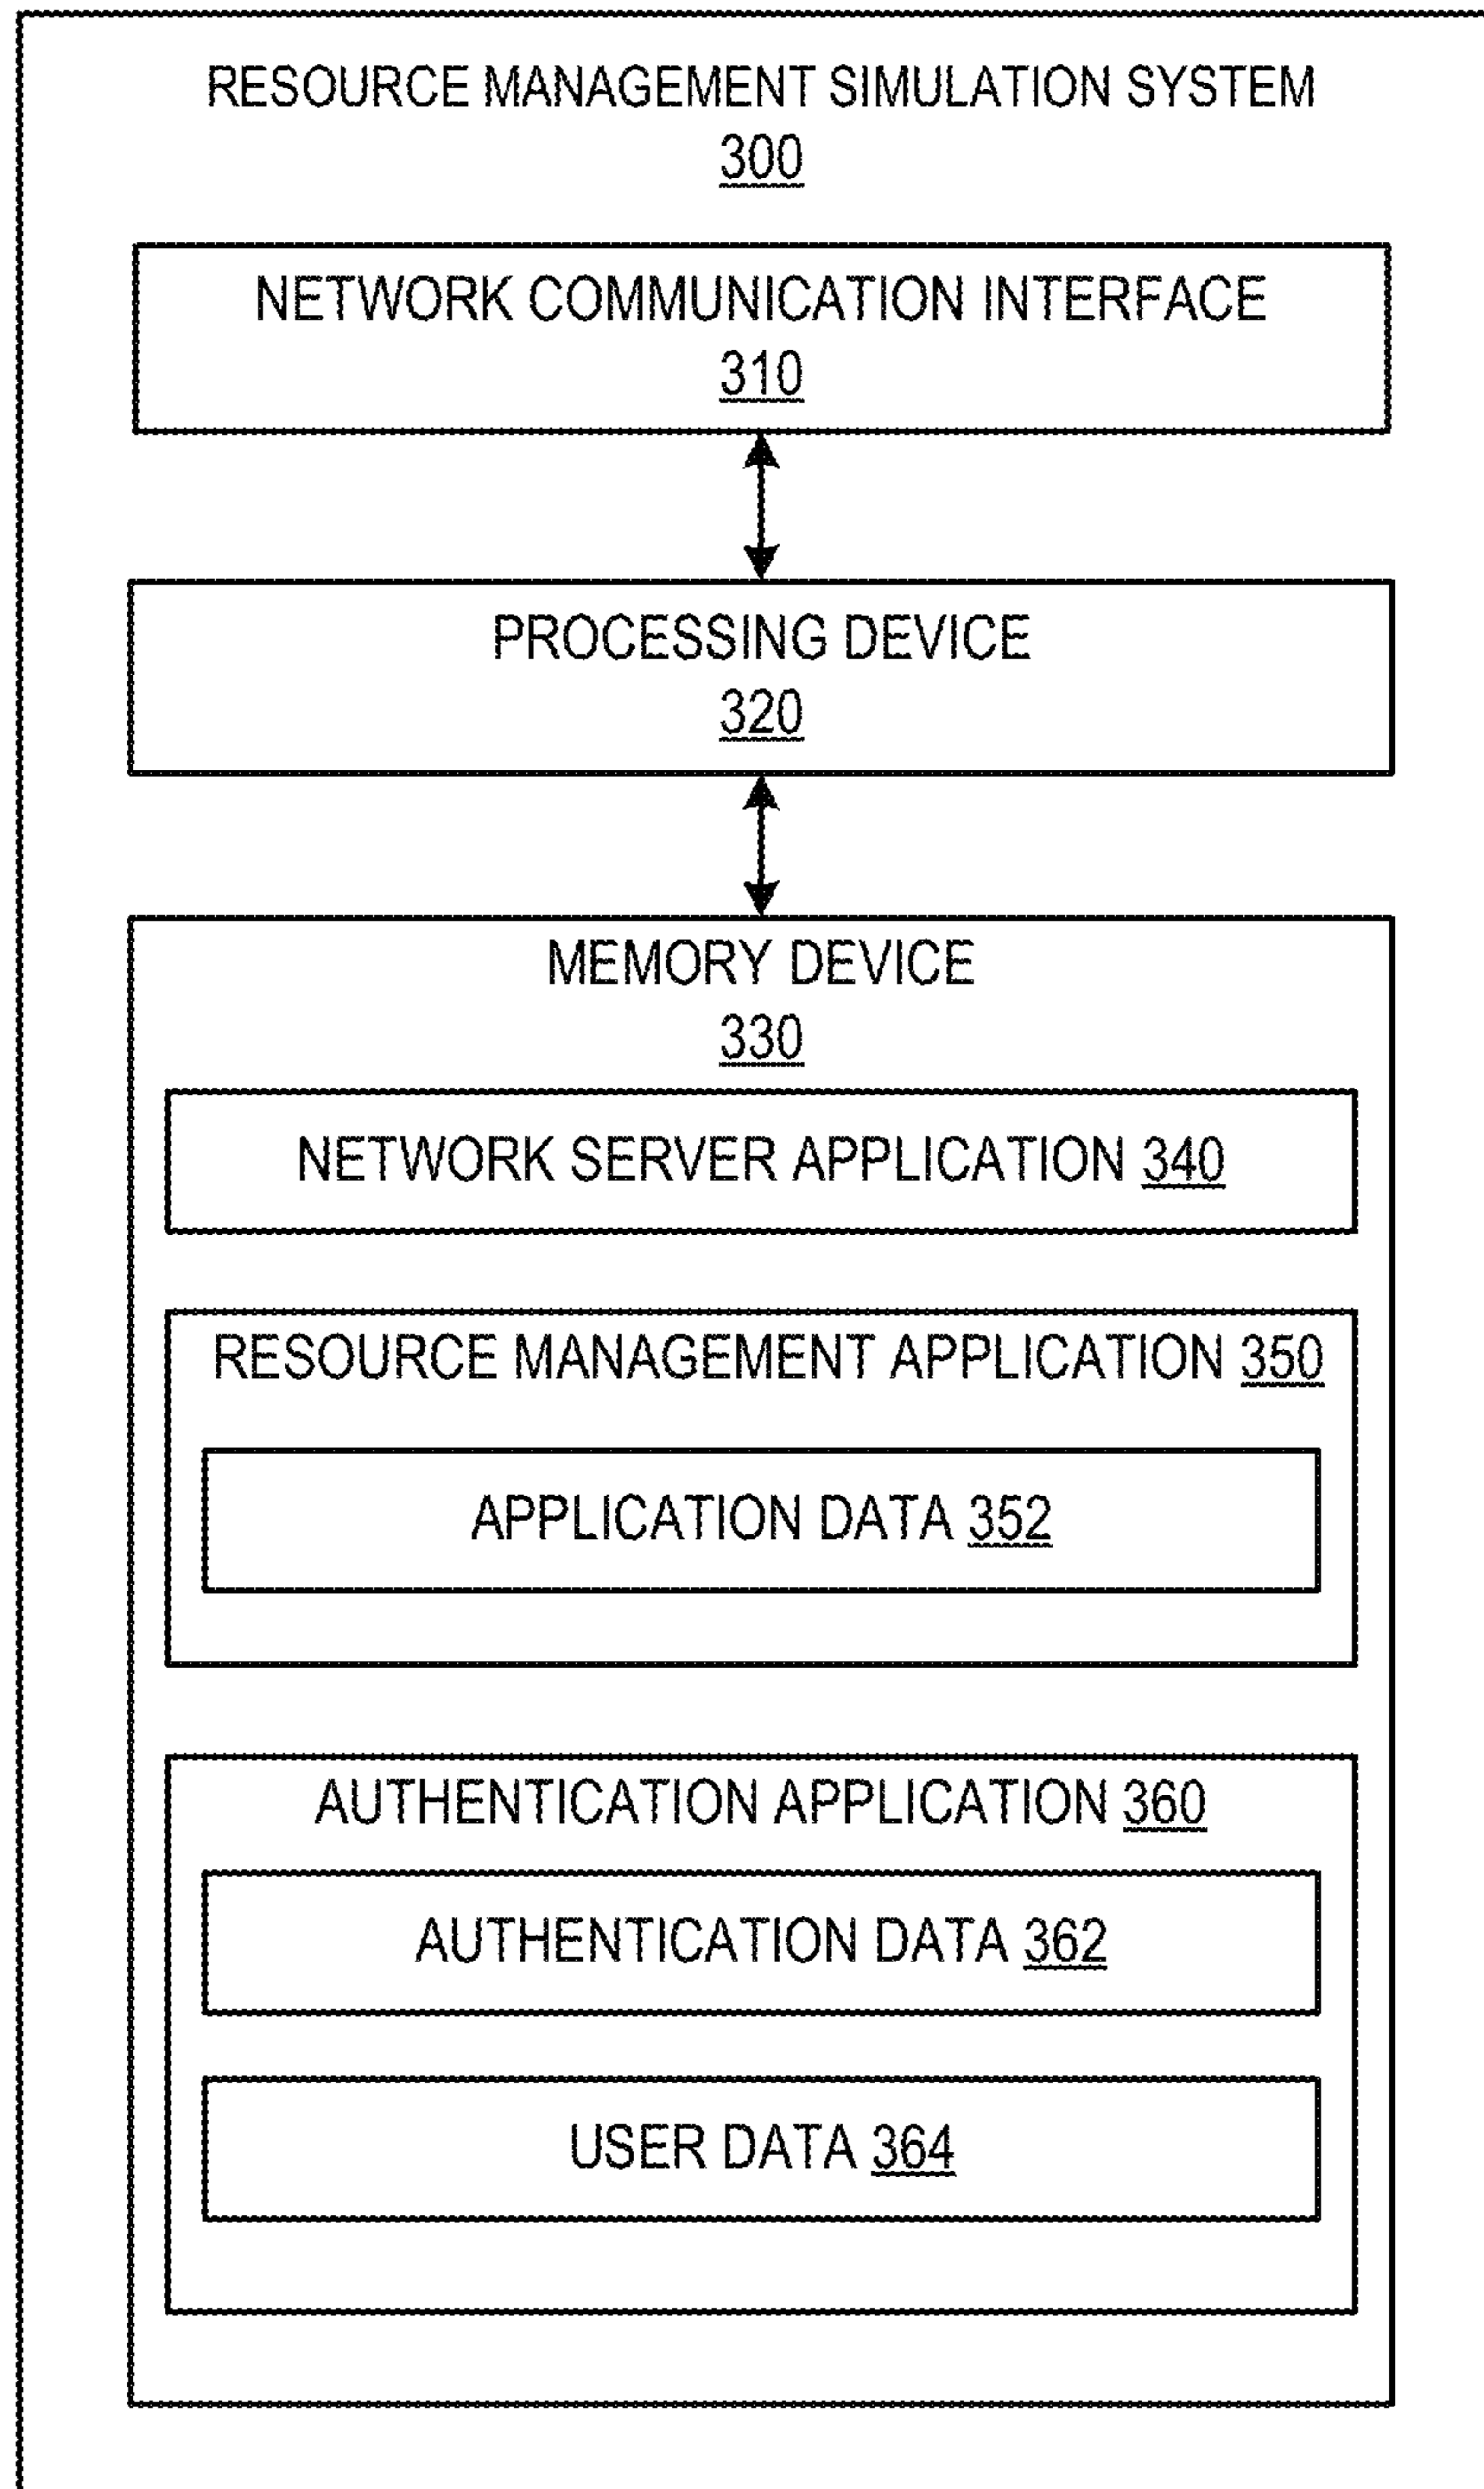 RESOURCE MANAGEMENT SIMULATION SYSTEM
300
NETWORK COMMUNICATION INTERFACE
310
PROCESSING DEVICE
320
MEMORY DEVICE
330
NETWORK SERVER APPLICATION 340
RESOURCE MANAGEMENT APPLICATION 350
APPLICATION DATA 352
AUTHENTICATION APPLICATION 360
AUTHENTICATION DATA 362
USER DATA 364